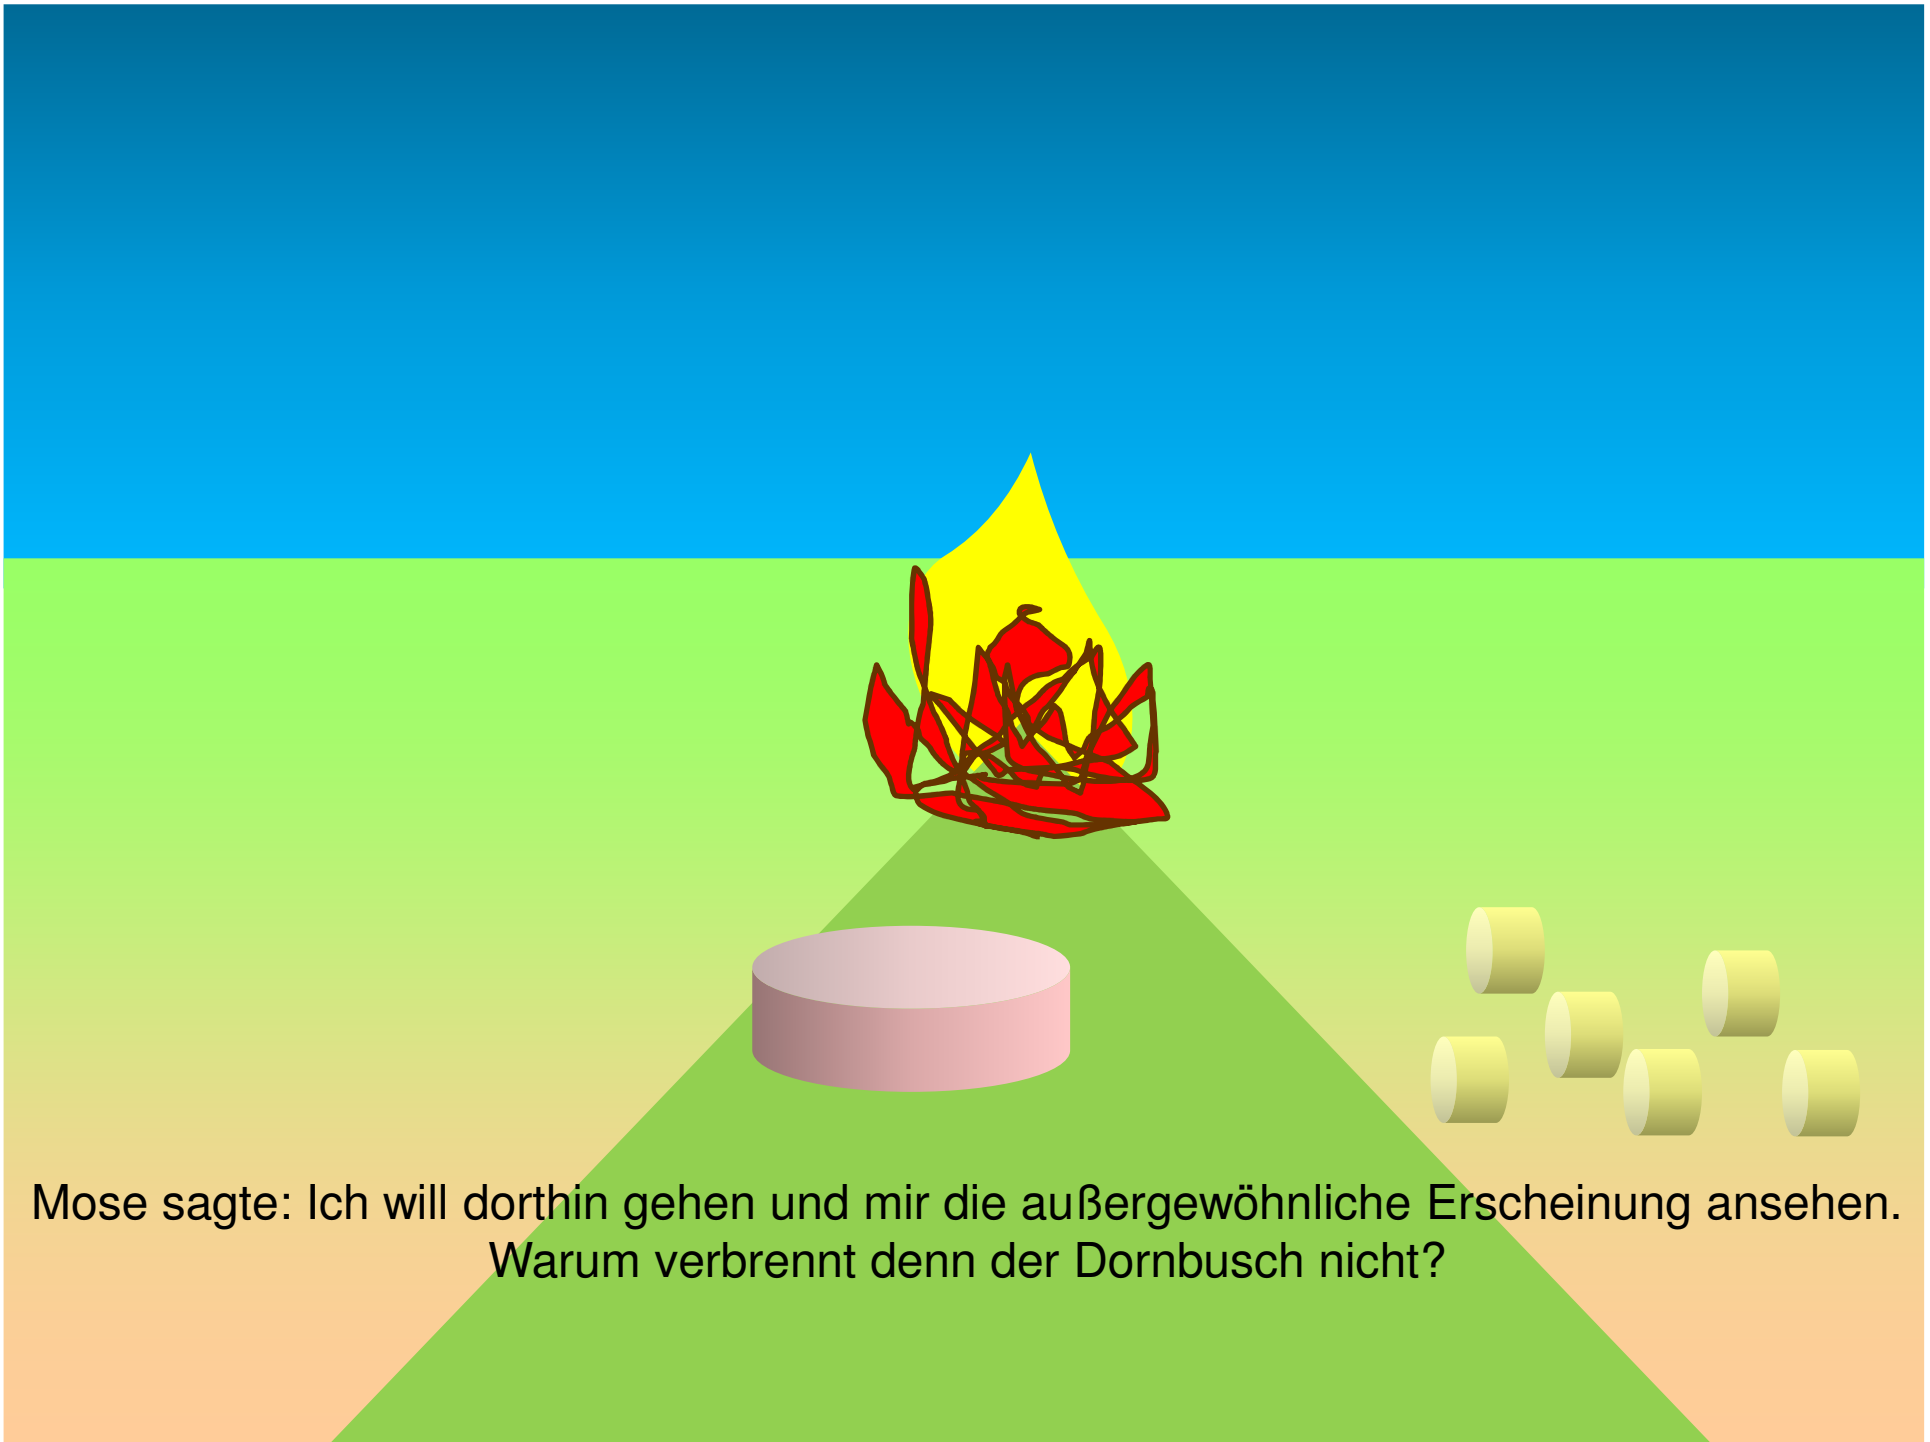 Mose sagte: Ich will dorthin gehen und mir die außergewöhnliche Erscheinung ansehen.
Warum verbrennt denn der Dornbusch nicht?